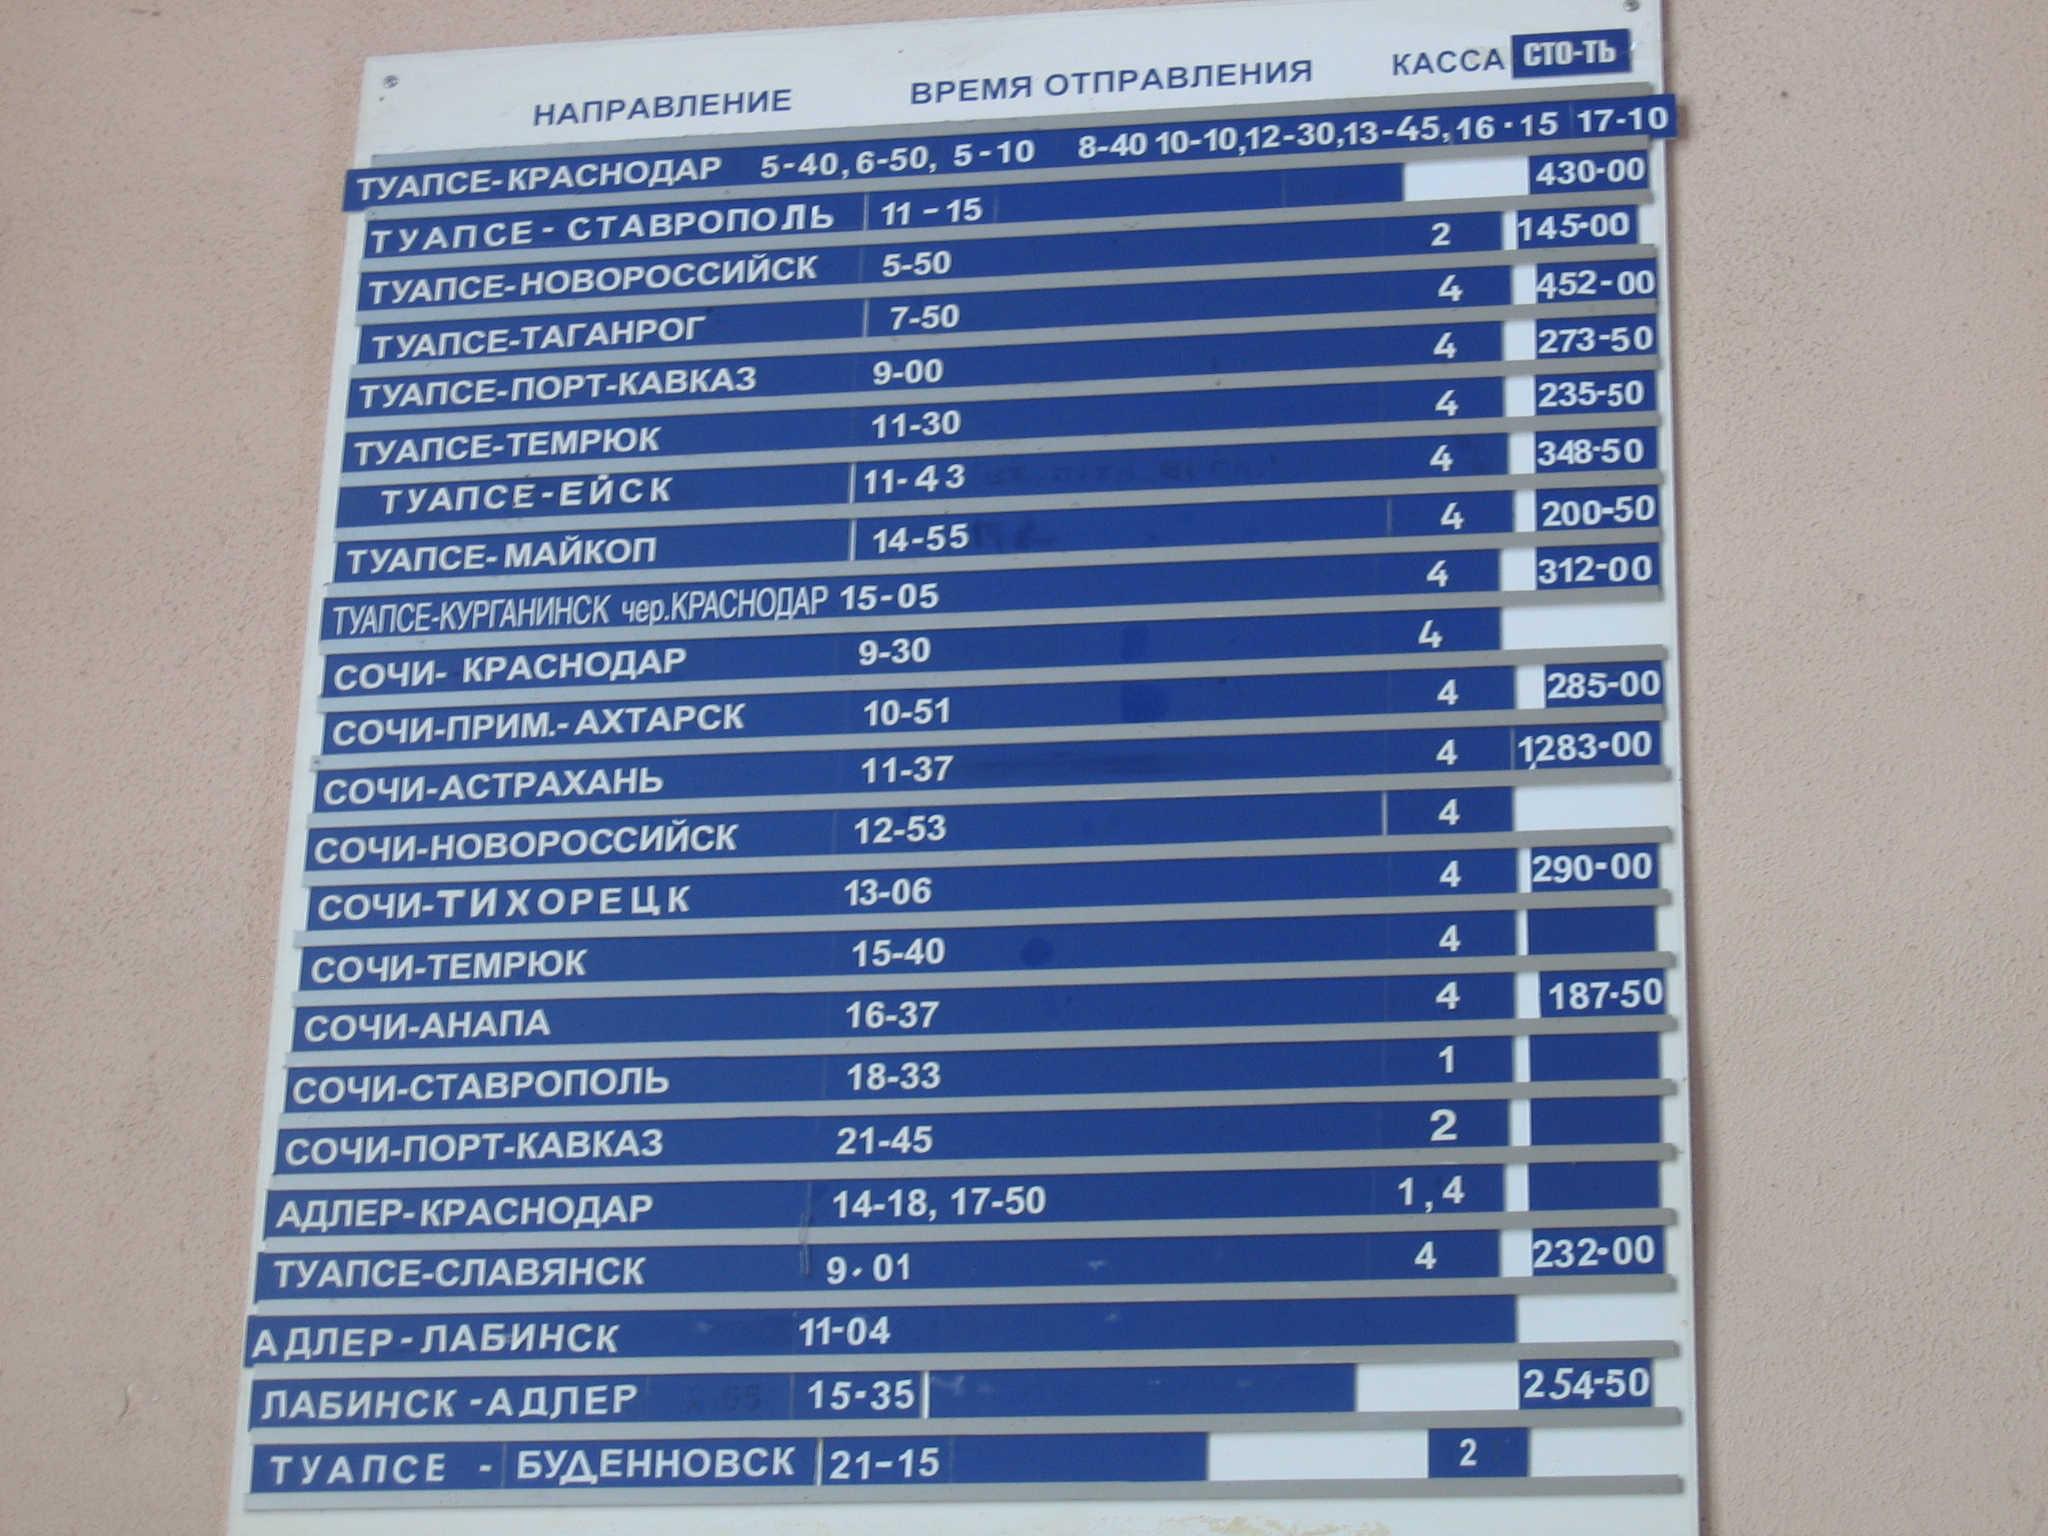 НАПРАВЛЕНИЕ ВРЕМЯ ОТПРАВЛЕНИЯ КАССА СТО-ТЬ
ТУАПСЕ-КРАСНОДАР 5-40, 6-50, 5-10 8-40 10-10, 12-30, 13-45, 16-15 17-10
ТУАПСЕ-СТАВРОПОЛЬ 11-15 430-00
ТУАПСЕ-НОВОРОССИЙСК 5-50 2 145-00
ТУАПСЕ-ТАГАНРОГ 7-50 4 452-00
ТУАПСЕ-ПОРТ-КАВКАЗ 9-00 4 273-50
ТУАПСЕ-ТЕМРЮК 11-30 4 235-50
ТУАПСЕ-ЕЙСК 11-43 4 348-50
ТУАПСЕ-МАЙКОП 14-55 4 200-50
ТУАПСЕ-КУРГАНИНСК чер.КРАСНОДАР 15-05 4 312-00
СОЧИ- КРАСНОДАР 9-30 4
СОЧИ-ПРИМ.-АХТАРСК 10-51 4 285-00
СОЧИ-АСТРАХАНЬ 11-37 4 1283-00
СОЧИ-НОВОРОССИЙСК 12-53 4
СОЧИ-ТИХОРЕЦК 13-06 4 290-00
СОЧИ-ТЕМРЮК 15-40 4
СОЧИ-АНАПА 16-37 4 187-50
СОЧИ-СТАВРОПОЛЬ 18-33 1
СОЧИ-ПОРТ-КАВКАЗ 21-45 2
АДЛЕР-КРАСНОДАР 14-18, 17-50 1,4
ТУАПСЕ-СЛАВЯНСК 9-01 4 232-00
АДЛЕР-ЛАБИНСК 11-04
ЛАБИНСК-АДЛЕР 15-35 254-50
ТУАПСЕ - БУДЕННОВСК 21-15 2